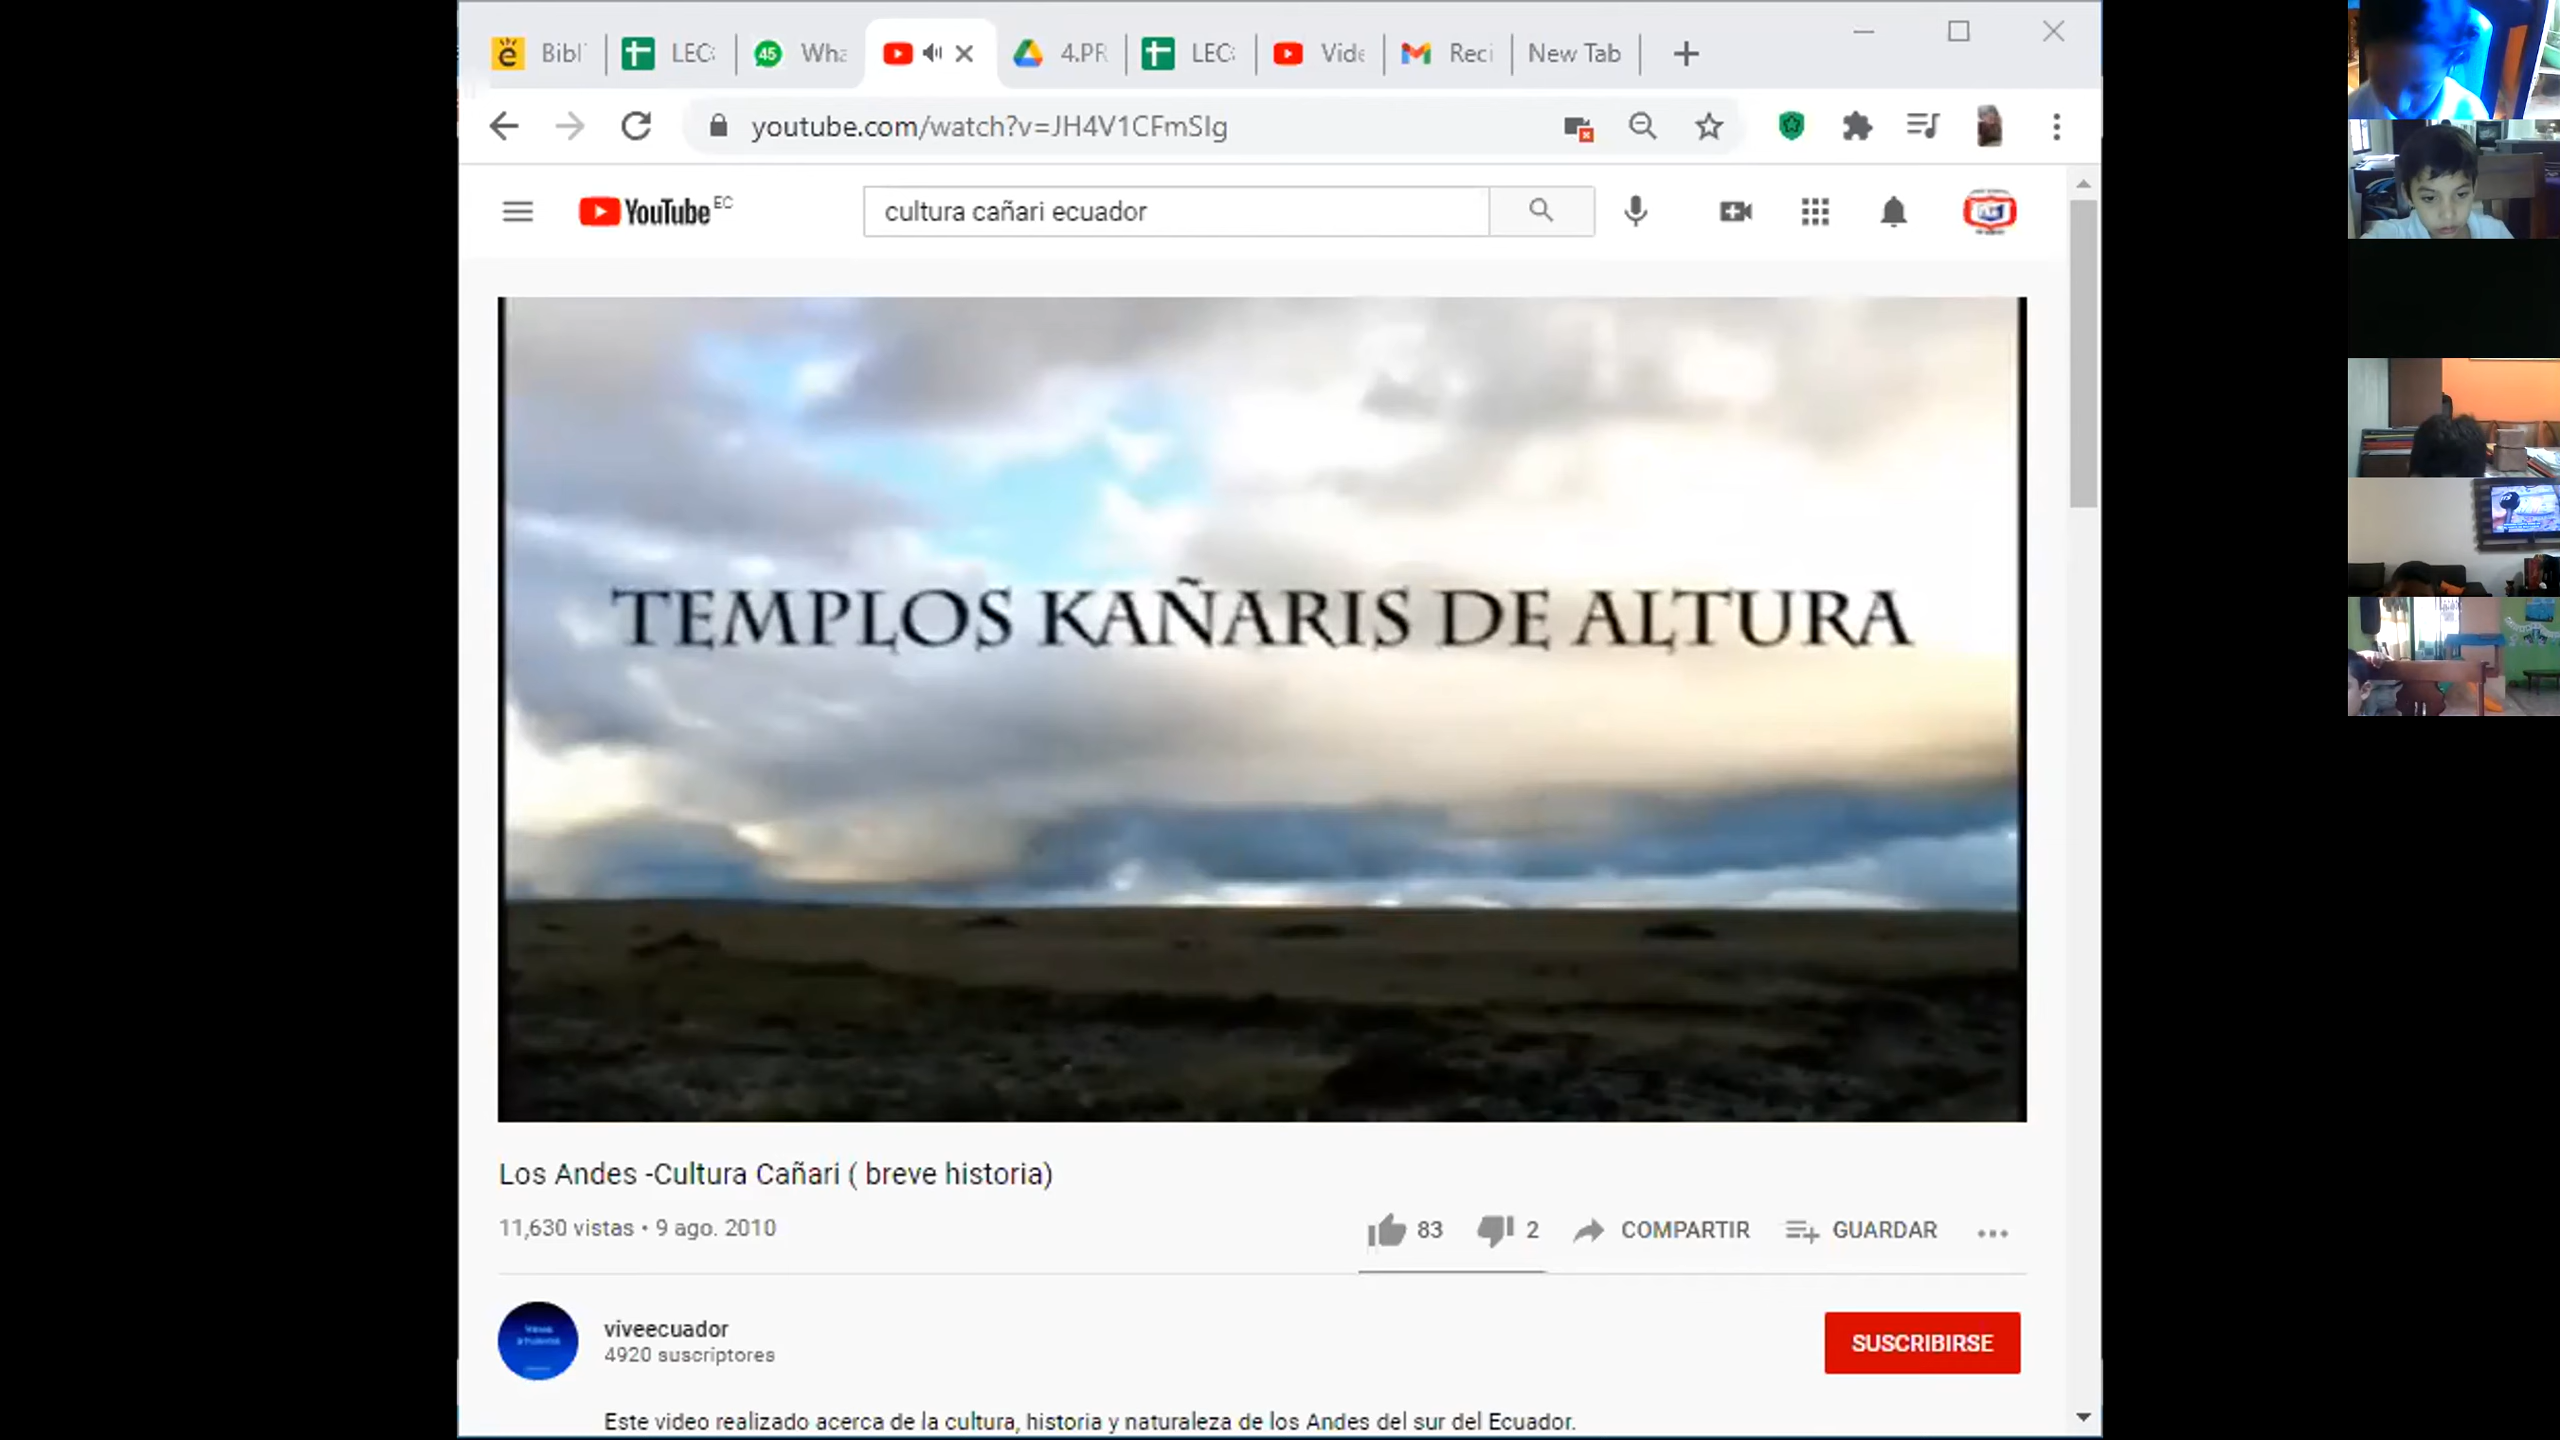 Bibl
LEC
45
Wha
4.PR
LEC
Vide
Reci
New Tab
youtube.com/watch?v=JH4V1CFmSIg
YouTube EC
cultura cañari ecuador
TEMPLOS KAÑARIS DE ALTURA
Los Andes -Cultura Cañari ( breve historia)
11,630 vistas • 9 ago. 2010
83
2
COMPARTIR
GUARDAR
viveecuador
4920 suscriptores
SUSCRIBIRSE
Este video realizado acerca de la cultura, historia y naturaleza de los Andes del sur del Ecuador.